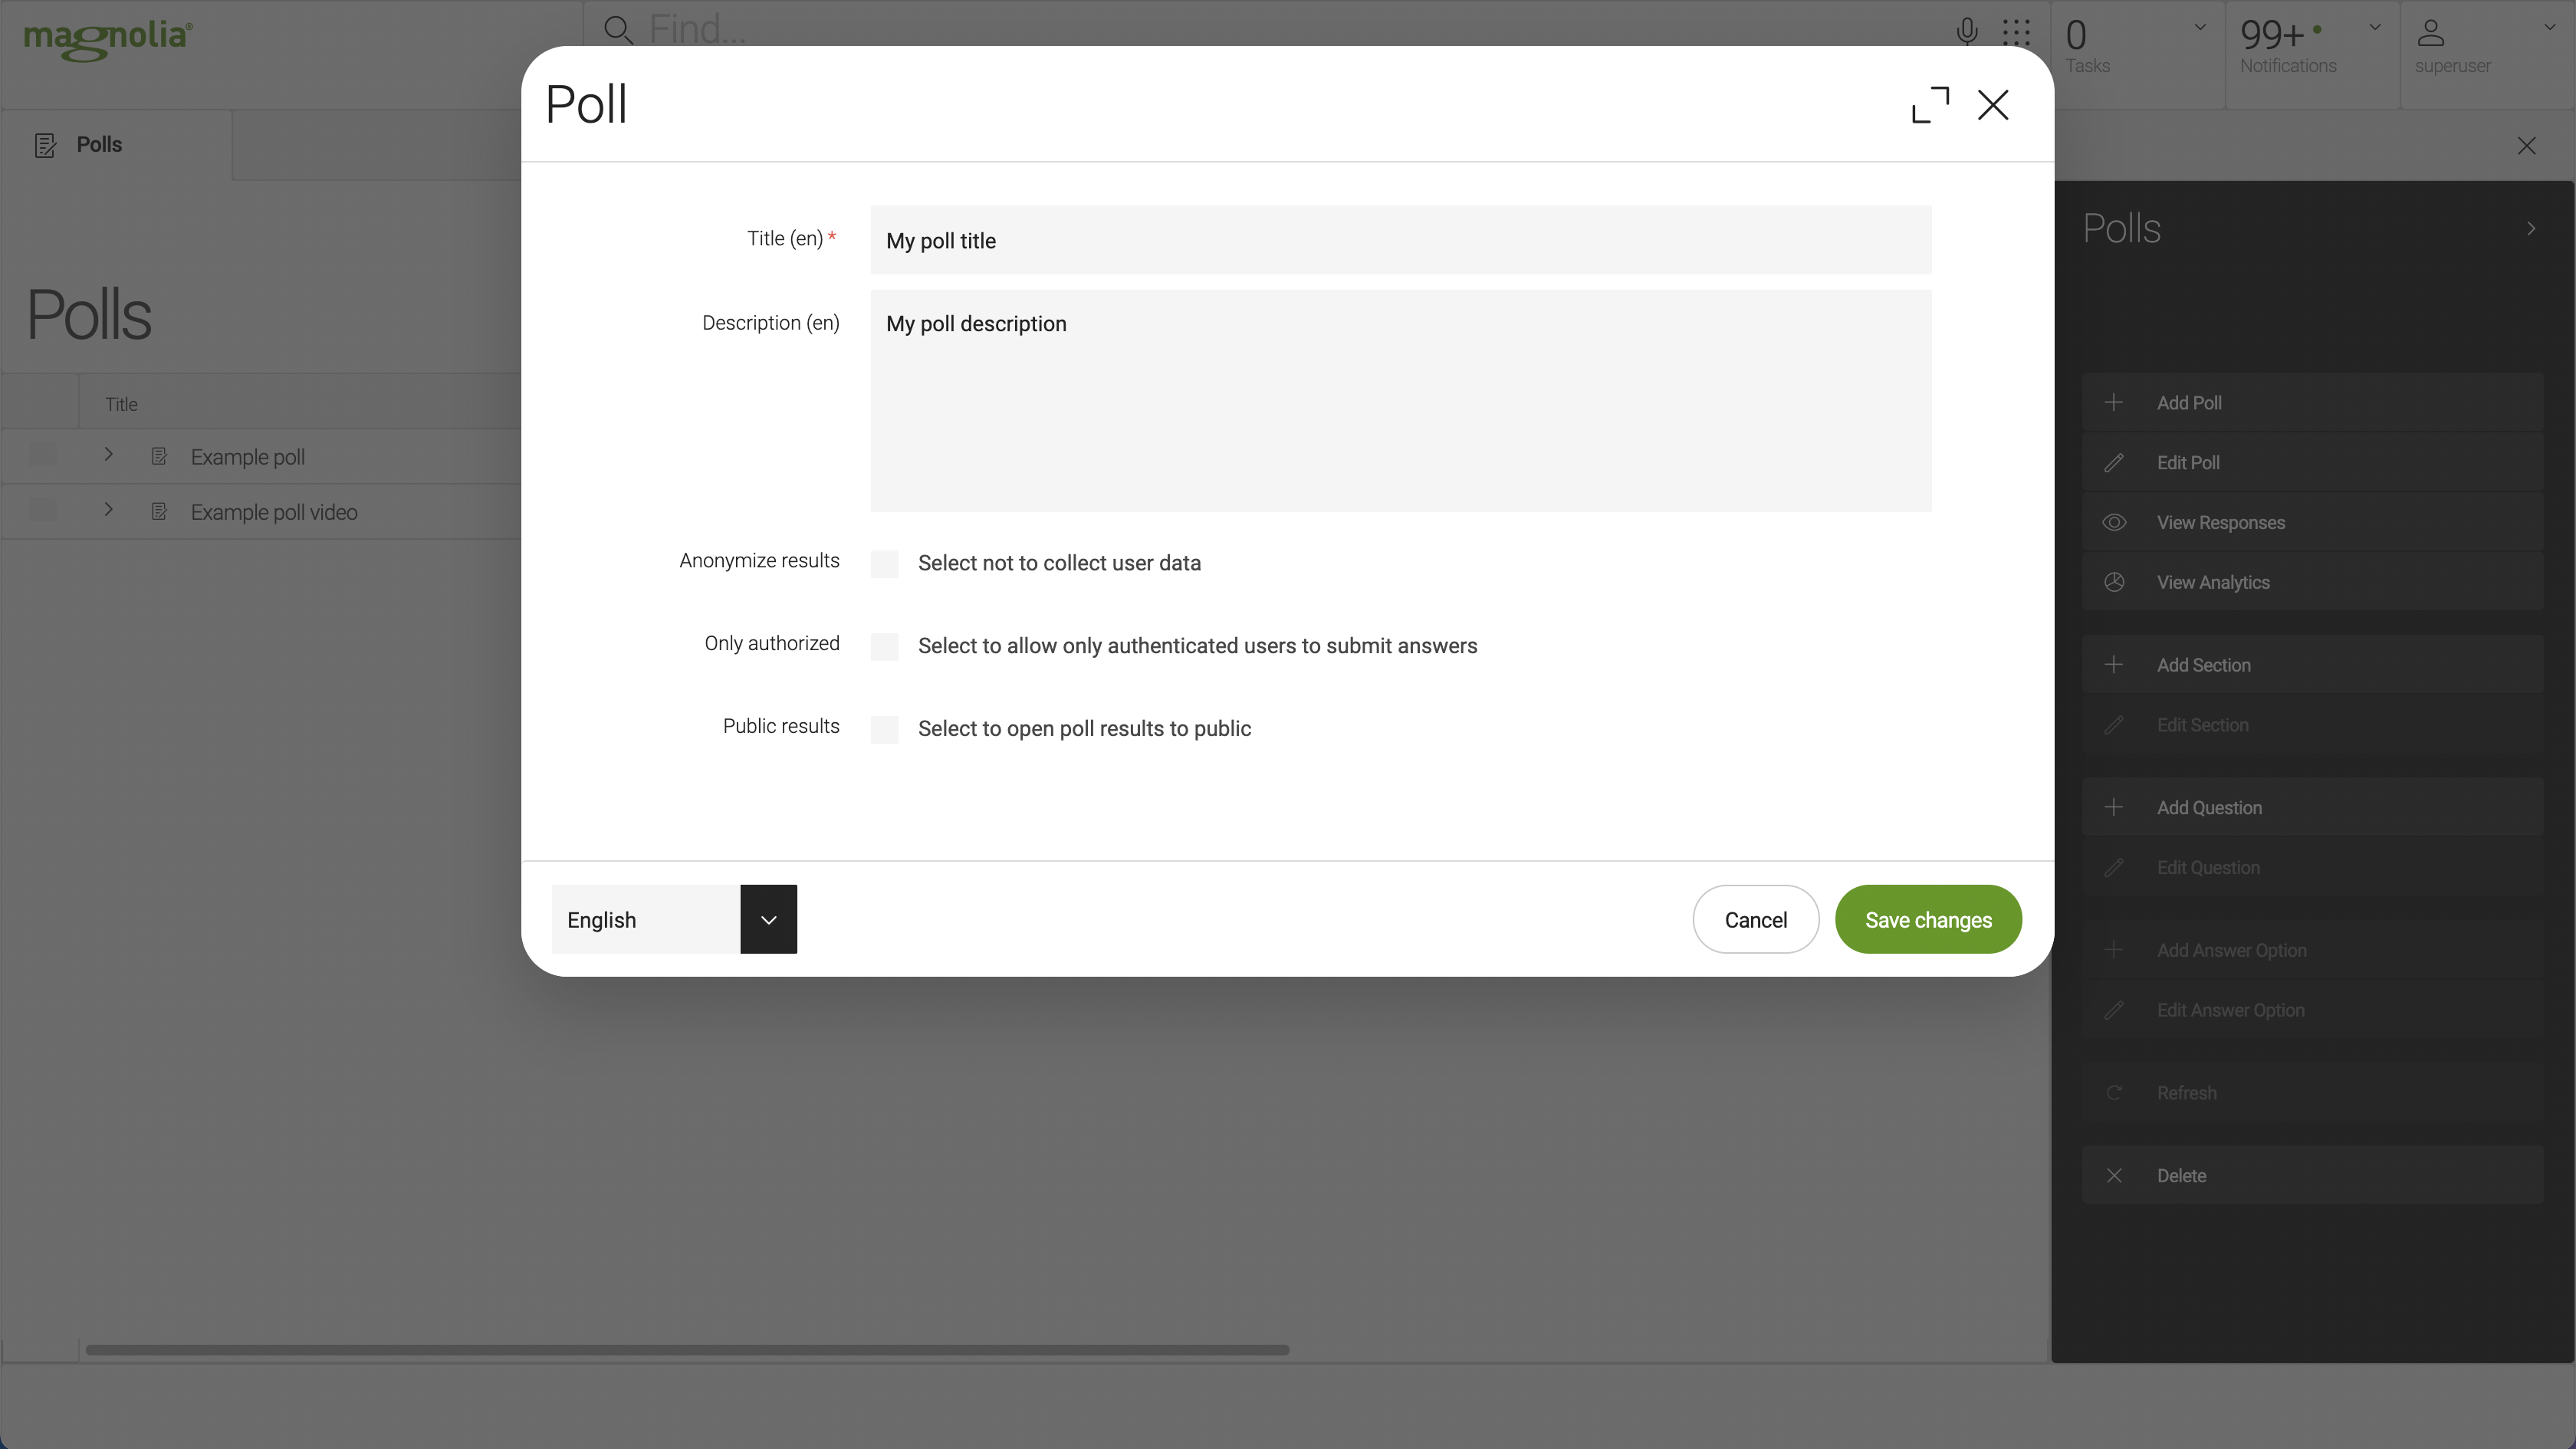 magnolia®
Find...
0
Tasks
99+
Notifications
superuser
Polls
Polls
Title
Example poll
Example poll video
Poll
Title (en) *
My poll title
Description (en)
My poll description
Anonymize results
Select not to collect user data
Only authorized
Select to allow only authenticated users to submit answers
Public results
Select to open poll results to public
English
Cancel
Save changes
Polls
Add Poll
Edit Poll
View Responses
View Analytics
Add Section
Edit Section
Add Question
Edit Question
Add Answer Option
Edit Answer Option
Refresh
Delete